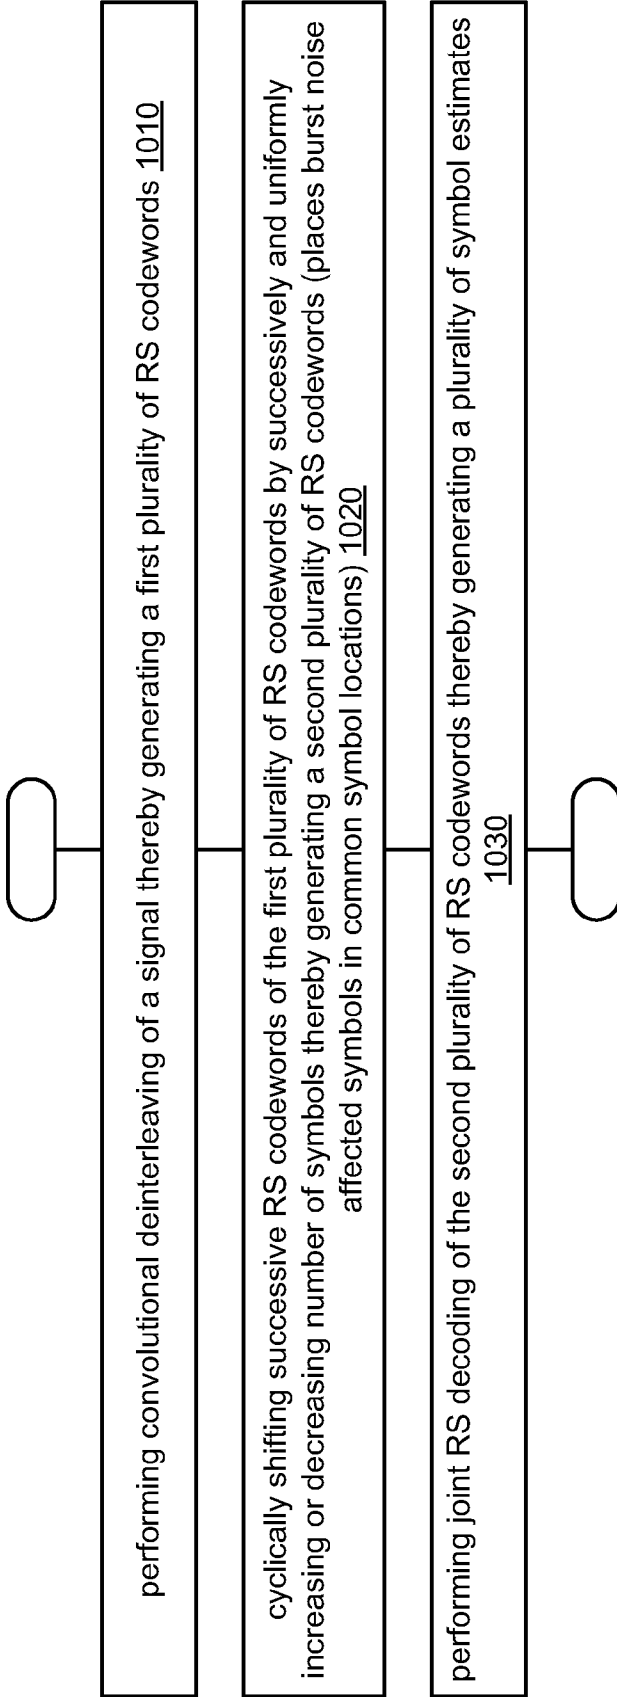 performing convolutional deinterleaving of a signal thereby generating a first plurality of RS codewords 1010
cyclically shifting successive RS codewords of the first plurality of RS codewords by successively and uniformly
increasing or decreasing number of symbols thereby generating a second plurality of RS codewords (places burst noise
affected symbols in common symbol locations) 1020
performing joint RS decoding of the second plurality of RS codewords thereby generating a plurality of symbol estimates
1030